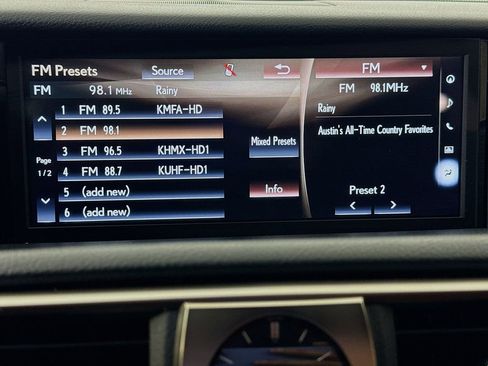 FM Presets Source FM
FM 98.1 MHz Rainy FM 98.1MHz
1 FM 89.5 KMFA-HD
2 FM 98.1
3 FM 96.5 KHMX-HD1
4 FM 88.7 KUHF-HD1
5 (add new)
6 (add new)
Page
1/2
Mixed Presets
Info
Rainy
Austin's All-Time Country Favorites
Preset 2